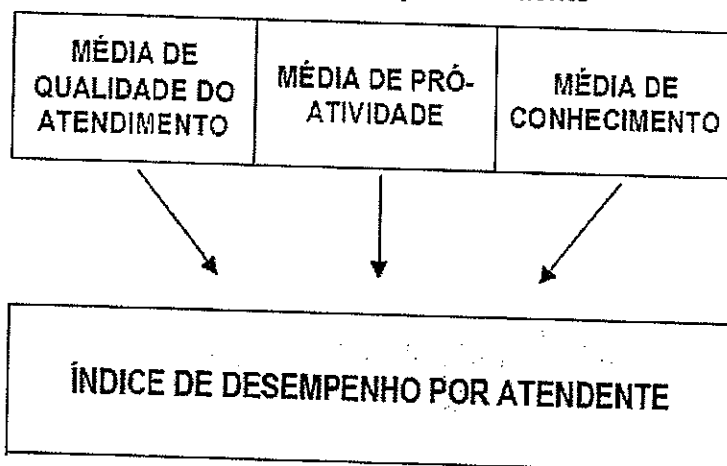 MÉDIA DE
QUALIDADE DO
ATENDIMENTO
MÉDIA DE PRÓ-
ATIVIDADE
MÉDIA DE
CONHECIMENTO
ÍNDICE DE DESEMPENHO POR ATENDENTE